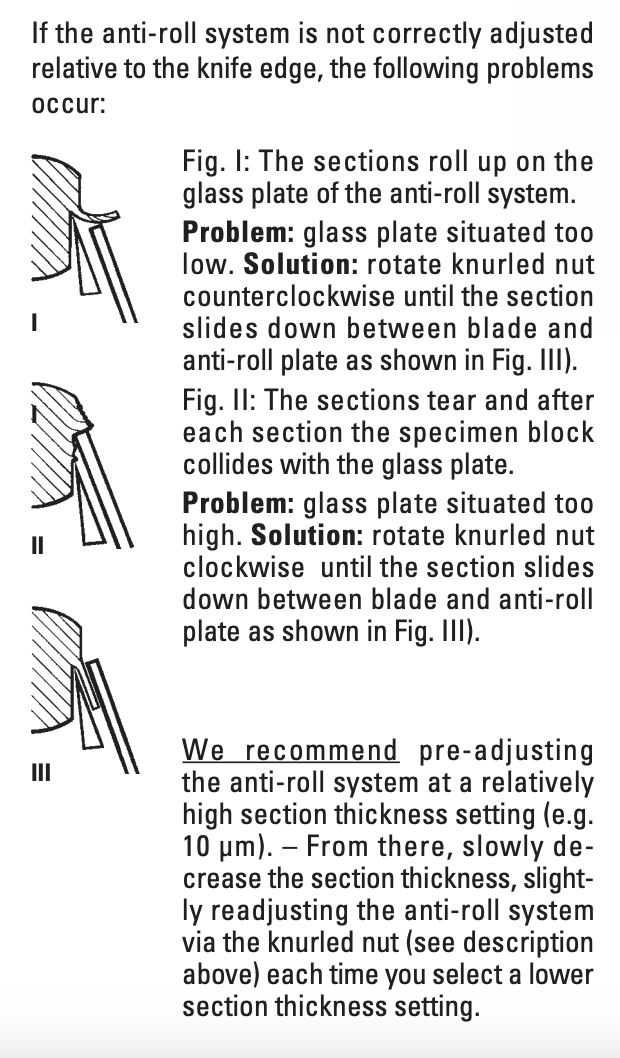 If the anti-roll system is not correctly adjusted
relative to the knife edge, the following problems
occur:
Fig. I: The sections roll up on the
glass plate of the anti-roll system.
Problem: glass plate situated too
low. Solution: rotate knurled nut
counterclockwise until the section
slides down between blade and
anti-roll plate as shown in Fig. III).
I
Fig. II: The sections tear and after
each section the specimen block
collides with the glass plate.
Problem: glass plate situated too
high. Solution: rotate knurled nut
clockwise  until the section slides
down between blade and anti-roll
plate as shown in Fig. III).
I
II
III
We recommend pre-adjusting
the anti-roll system at a relatively
high section thickness setting (e.g.
10 µm). – From there, slowly de-
crease the section thickness, slight-
ly readjusting the anti-roll system
via the knurled nut (see description
above) each time you select a lower
section thickness setting.